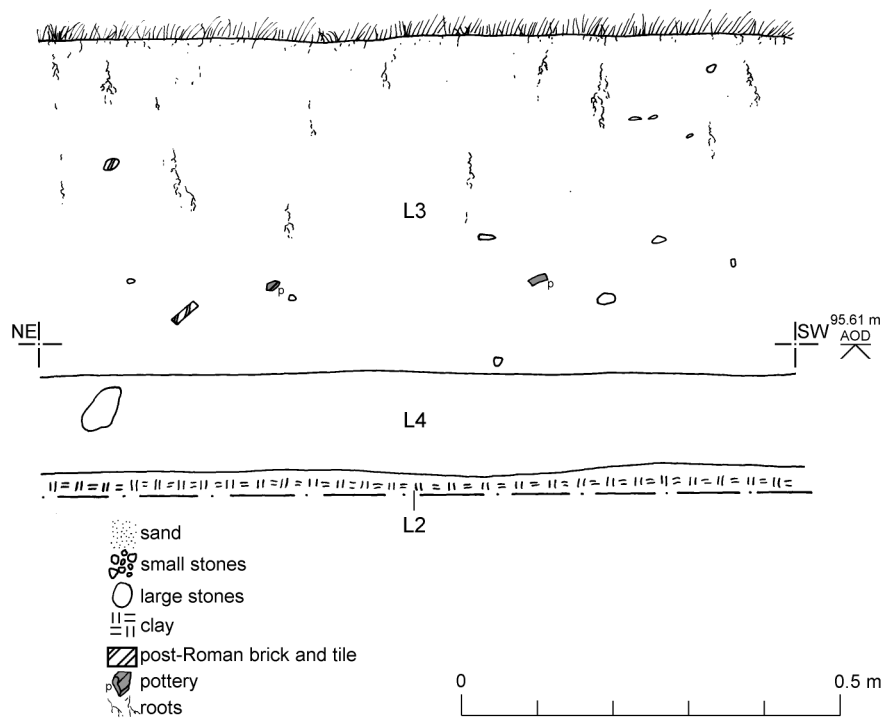 L3
p
p
NE
SW
95.61 m
AOD
L4
L2
sand
small stones
large stones
clay
post-Roman brick and tile
p pottery
roots
0 0.5 m